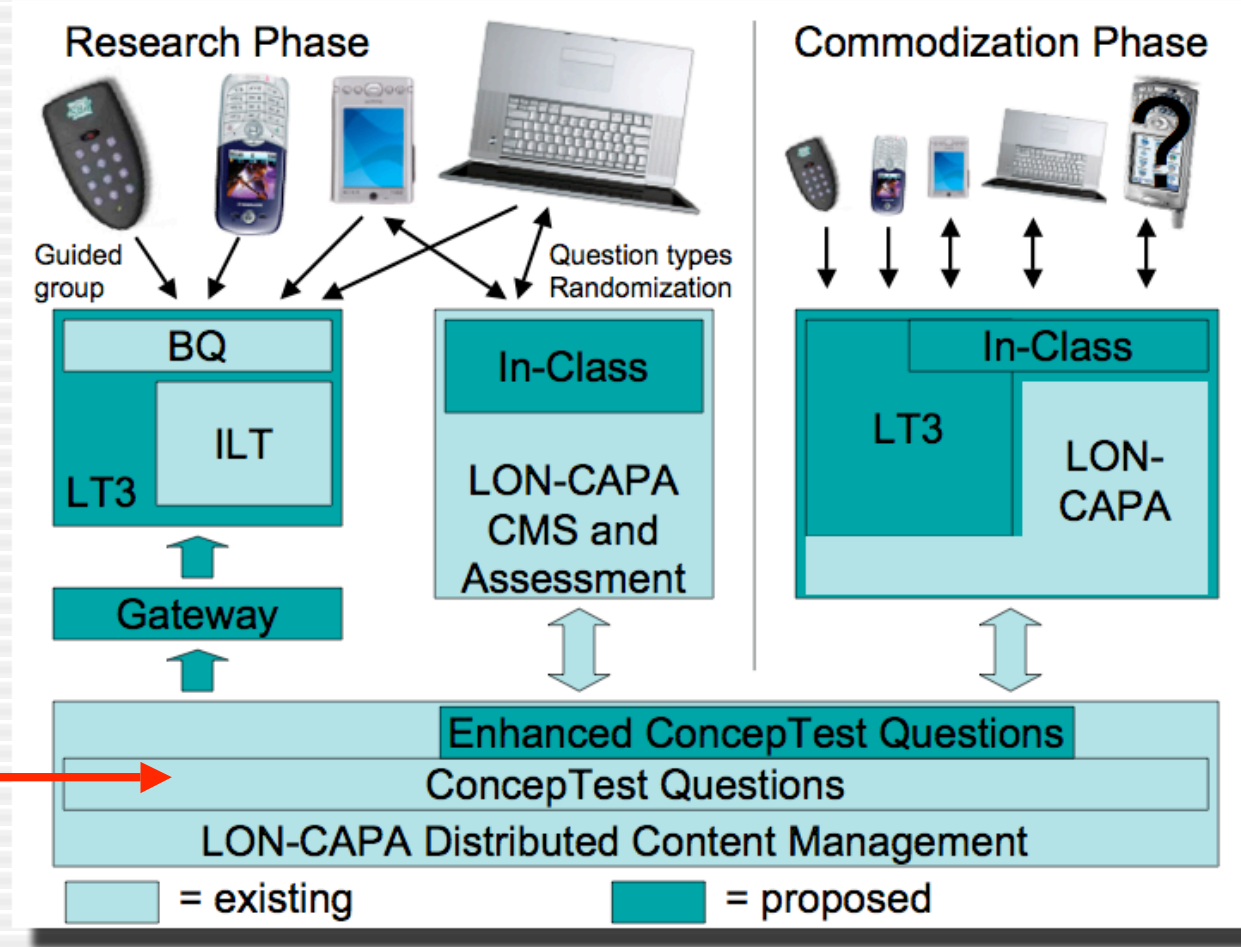 Research Phase
Commodization Phase
?
Guided
group
Question types
Randomization
BQ
ILT
LT3
In-Class
LON-CAPA
CMS and
Assessment
In-Class
LT3
LON-
CAPA
Gateway
Enhanced ConcepTest Questions
ConcepTest Questions
LON-CAPA Distributed Content Management
= existing
= proposed